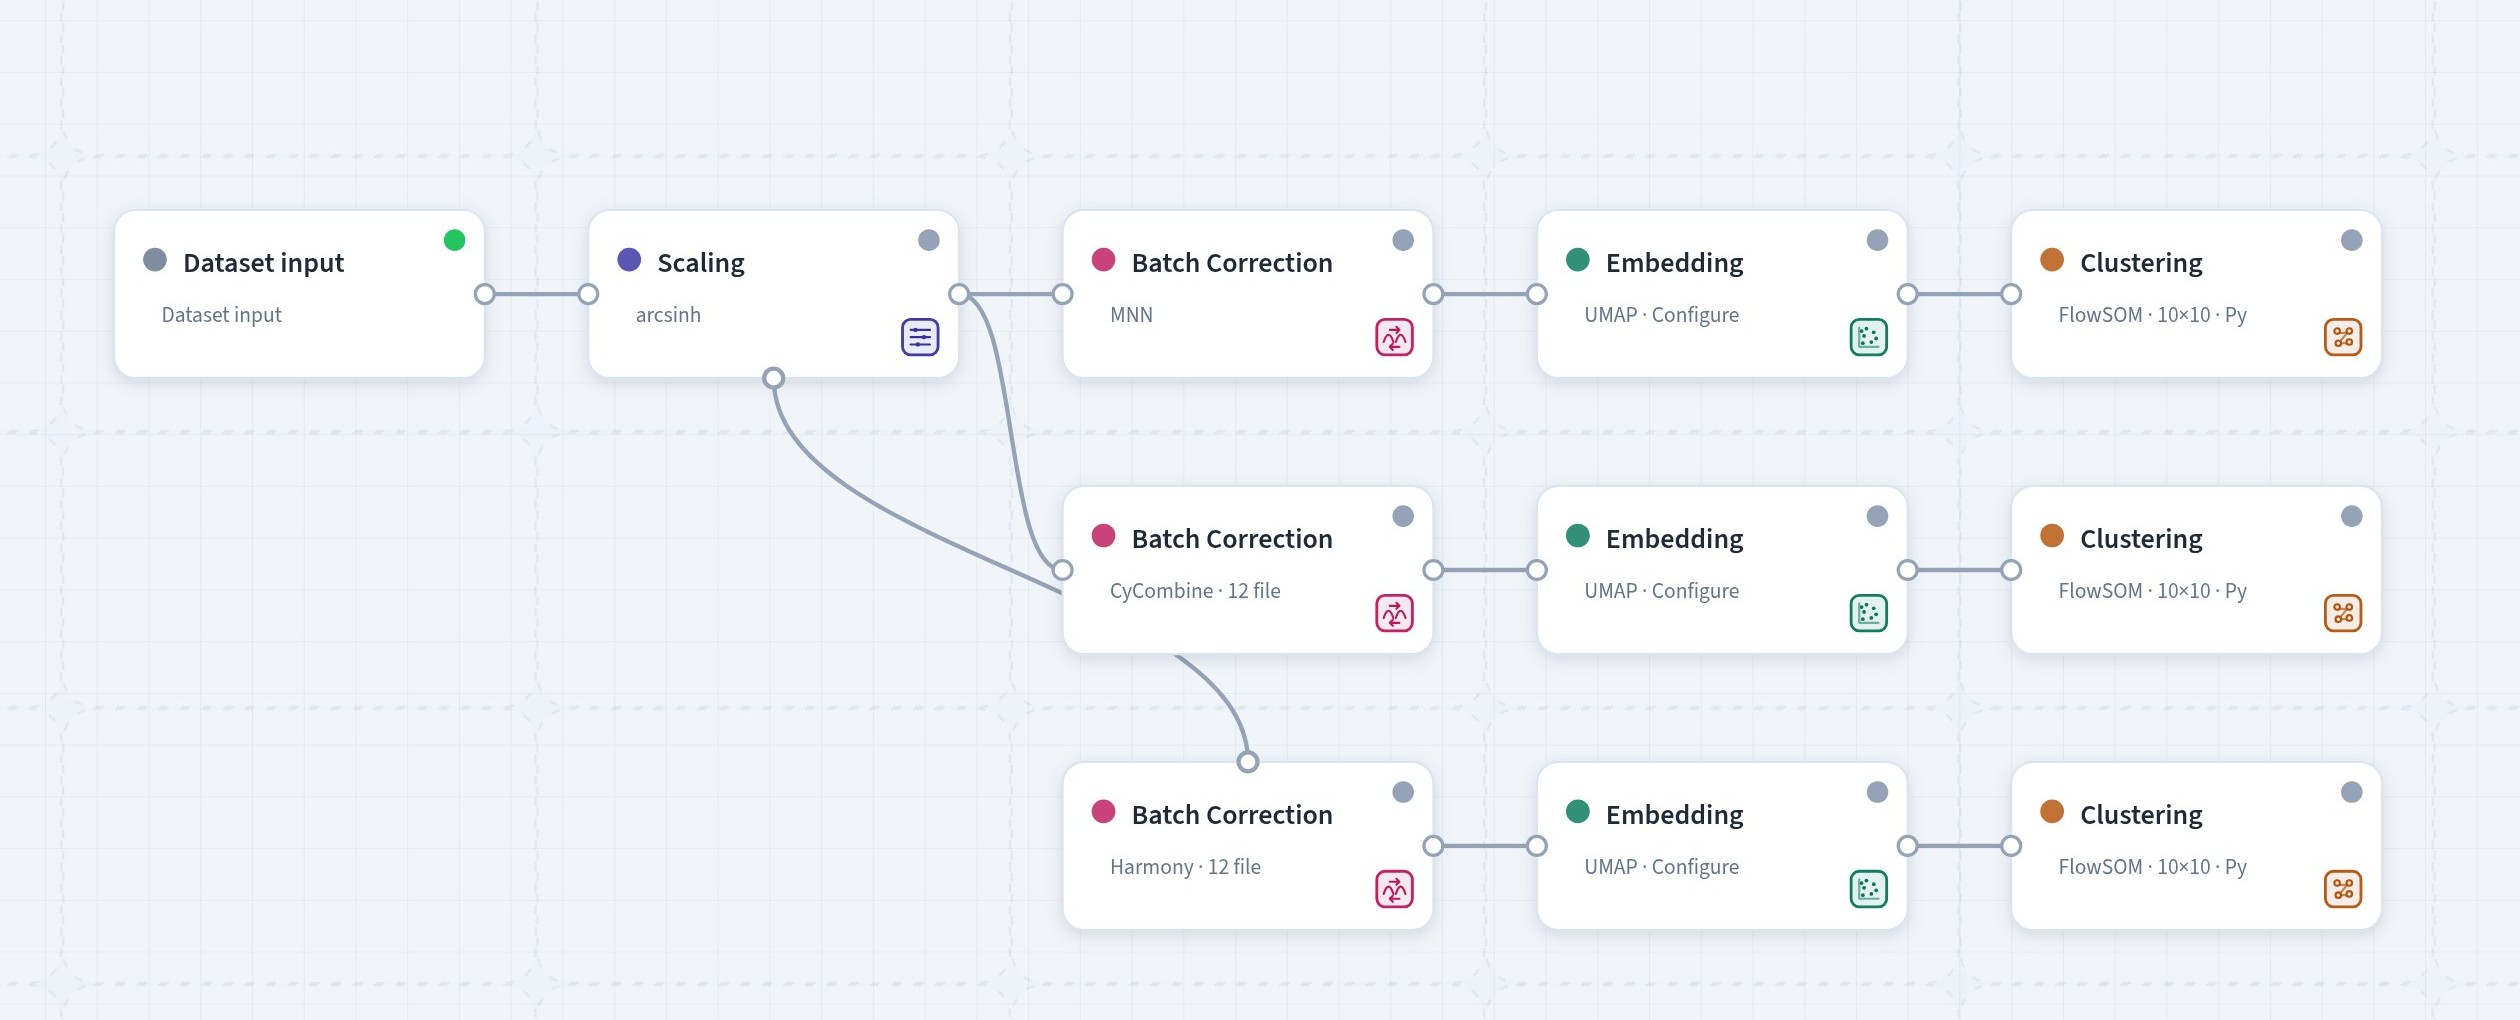 Dataset input
Dataset input
Scaling
arcsinh
Batch Correction
MNN
Embedding
UMAP · Configure
Clustering
FlowSOM · 10×10 · Py
Batch Correction
CyCombine · 12 file
Embedding
UMAP · Configure
Clustering
FlowSOM · 10×10 · Py
Batch Correction
Harmony · 12 file
Embedding
UMAP · Configure
Clustering
FlowSOM · 10×10 · Py